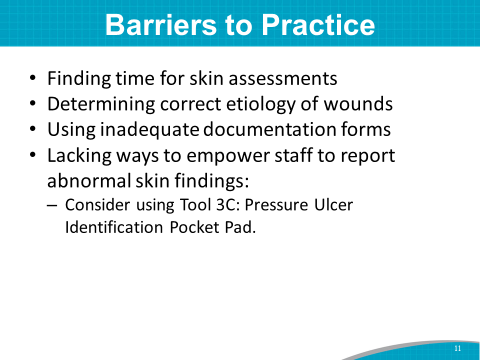 Barriers to Practice
• Finding time for skin assessments
• Determining correct etiology of wounds
• Using inadequate documentation forms
• Lacking ways to empower staff to report
abnormal skin findings:
– Consider using Tool 3C: Pressure Ulcer
Identification Pocket Pad.
11